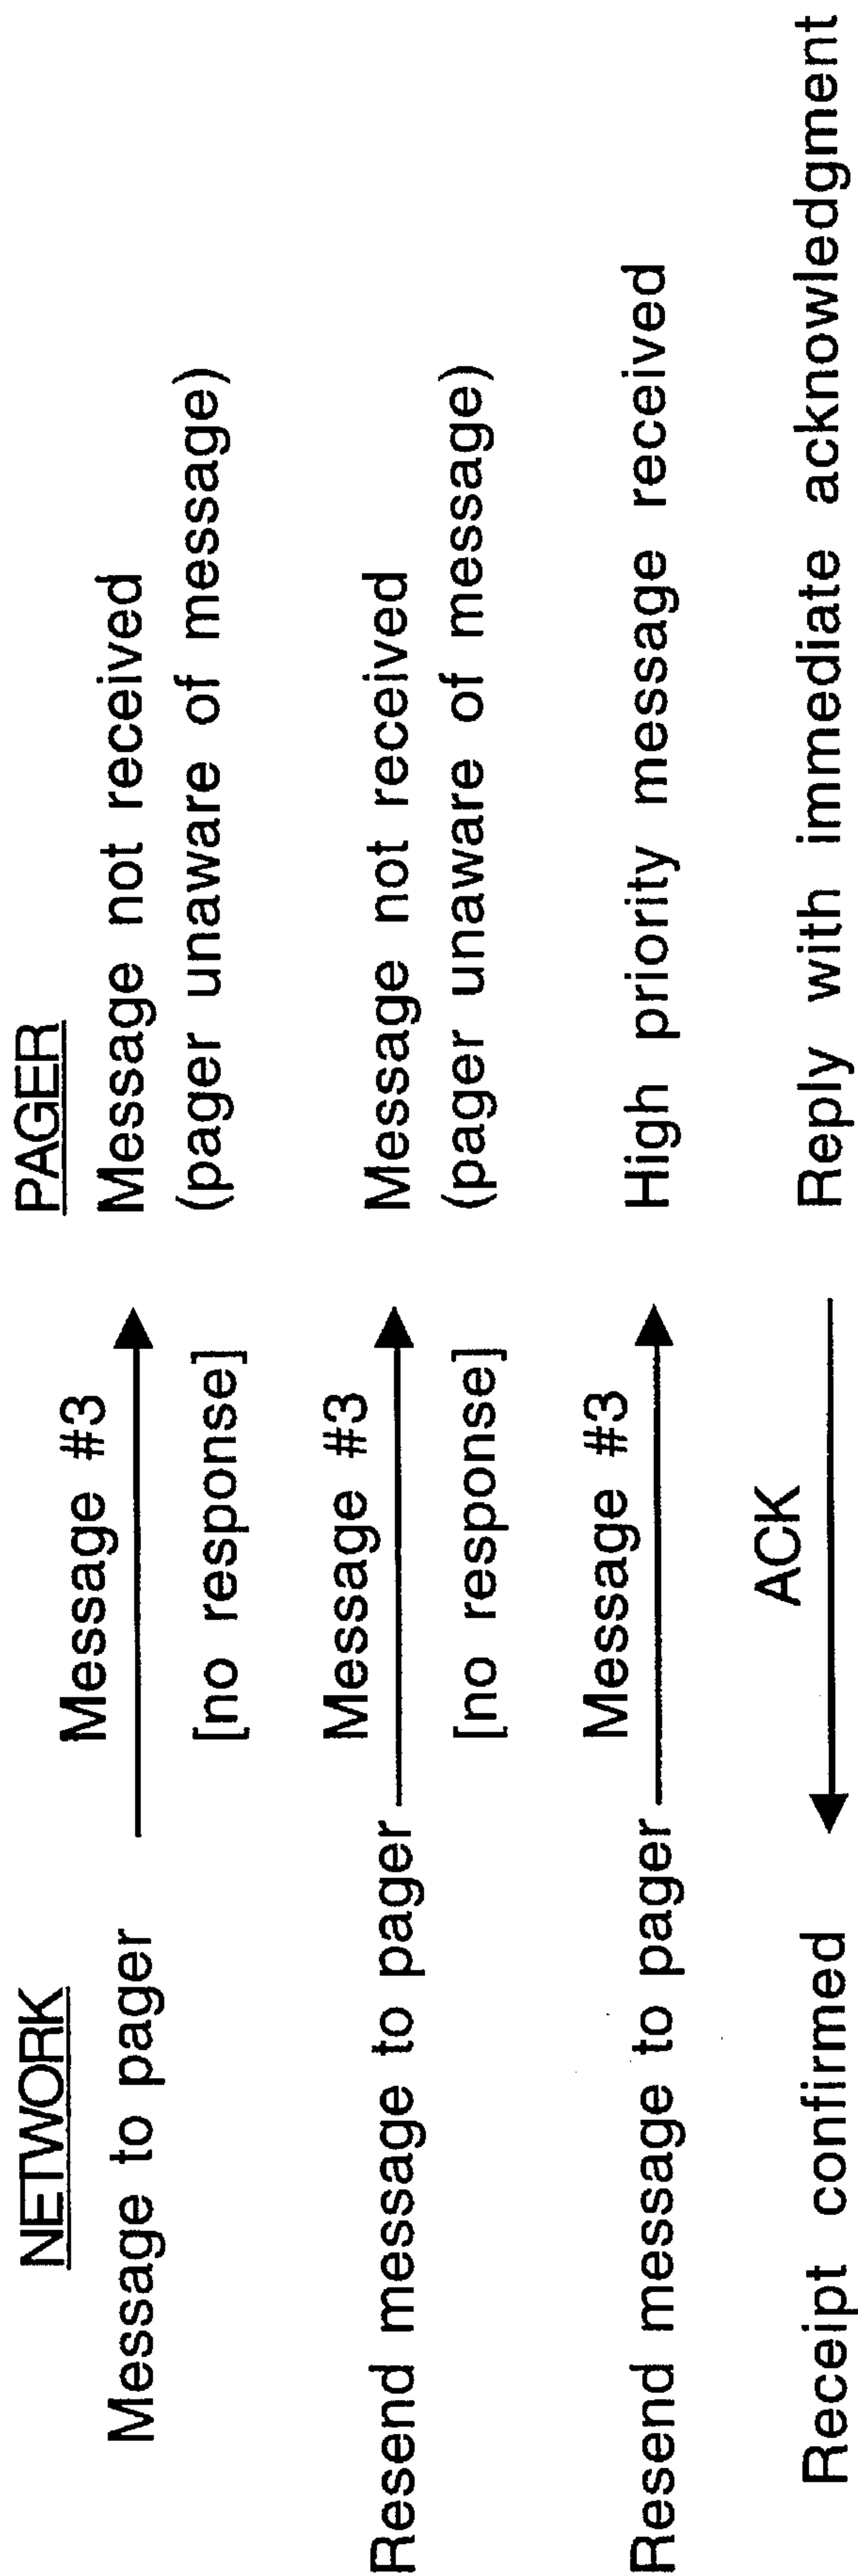 NETWORK
PAGER
Message to pager
Message #3
Message not received
[no response]
(pager unaware of message)
Resend message to pager
Message #3
Message not received
[no response]
(pager unaware of message)
Resend message to pager
Message #3
High priority message received
Receipt confirmed
ACK
Reply with immediate acknowledgment